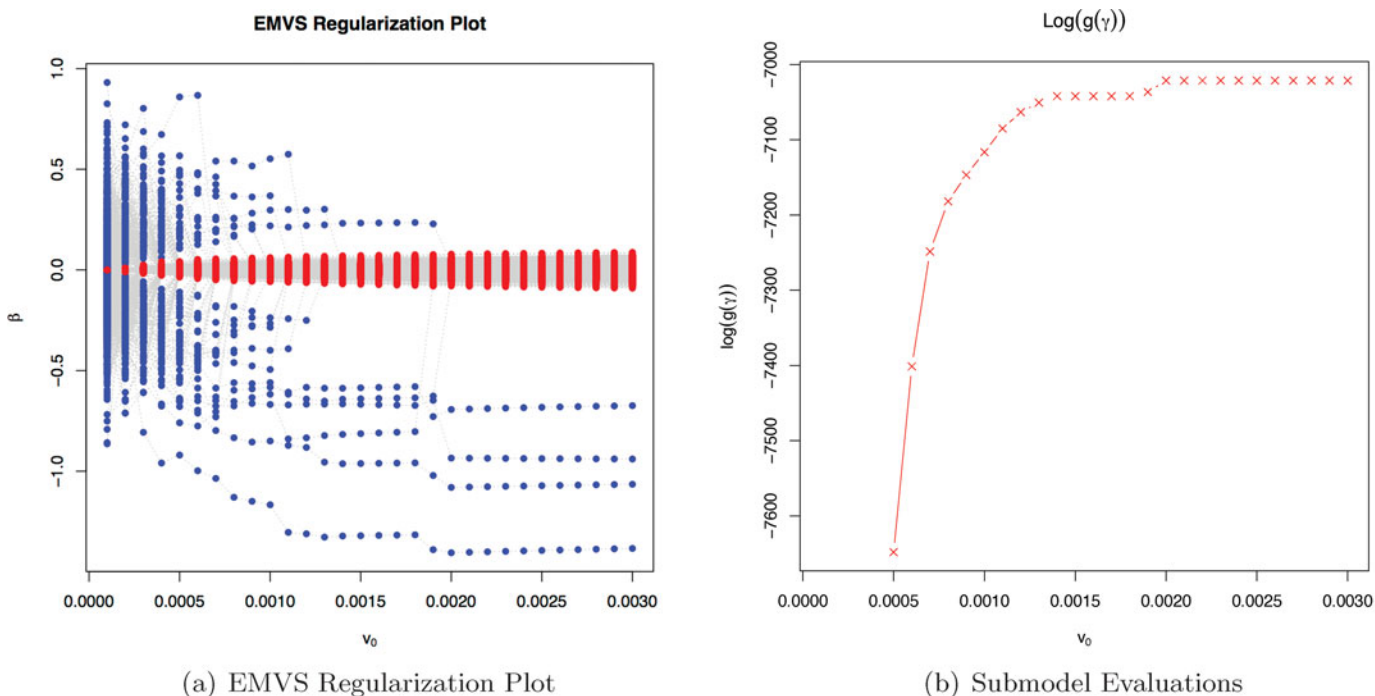 EMVS Regularization Plot
1.0
0.5
0.0
−0.5
−1.0
β
0.0000 0.0005 0.0010 0.0015 0.0020 0.0025 0.0030
v₀
(a) EMVS Regularization Plot
Log(g(γ))
−7000
−7100
−7200
−7300
−7400
−7500
−7600
log(g(γ))
0.0000 0.0005 0.0010 0.0015 0.0020 0.0025 0.0030
v₀
(b) Submodel Evaluations